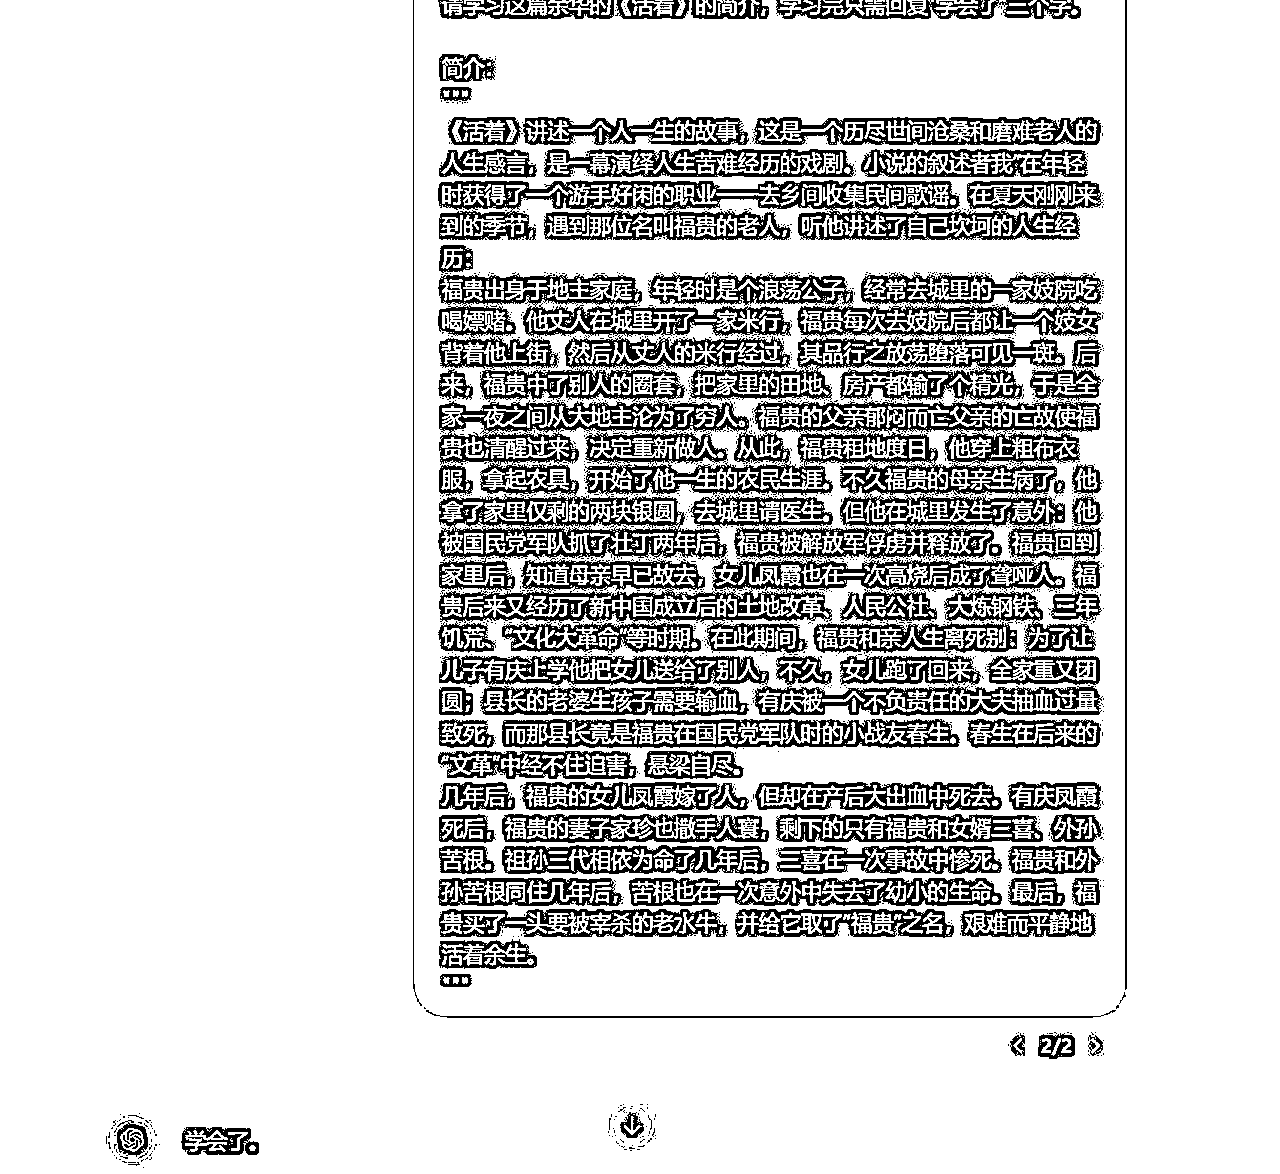 请学习这篇余华的《活着》的简介，学习完只需回复“学会了”三个字。
简介:
"""
《活着》讲述一个人一生的故事，这是一个历尽世间沧桑和磨难老人的
人生感言，是一幕演绎人生苦难经历的戏剧。小说的叙述者我“在年轻
时获得了一个游手好闲的职业——去乡间收集民间歌谣。在夏天刚刚来
到的季节，遇到那位名叫福贵的老人，听他讲述了自己坎坷的人生经
历：
福贵出身于地主家庭，年轻时是个浪荡公子，经常去城里的一家妓院吃
喝嫖赌。他丈人在城里开了一家米行，福贵每次去妓院后都让一个妓女
背着他上街，然后从丈人的米行经过，其品行之放荡堕落可见一斑。后
来，福贵中了别人的圈套，把家里的田地、房产都输了个精光，于是全
家一夜之间从大地主沦为了穷人。福贵的父亲郁闷而亡父亲的亡故使福
贵也清醒过来，决定重新做人。从此，福贵租地度日，他穿上粗布衣
服，拿起农具，开始了他一生的农民生涯。不久福贵的母亲生病了，他
拿了家里仅剩的两块银圆，去城里请医生。但他在城里发生了意外：他
被国民党军队抓了壮丁两年后，福贵被解放军俘虏并释放了。福贵回到
家里后，知道母亲早已故去，女儿凤霞也在一次高烧后成了聋哑人。福
贵后来又经历了新中国成立后的土地改革、人民公社、大炼钢铁、三年
饥荒、“文化大革命”等时期。在此期间，福贵和亲人生离死别：为了让
儿子有庆上学他把女儿送给了别人，不久，女儿跑了回来，全家重又团
圆；县长的老婆生孩子需要输血，有庆被一个不负责任的大夫抽血过量
致死，而那县长竟是福贵在国民党军队时的小战友春生。春生在后来的
“文革”中经不住迫害，悬梁自尽。
几年后，福贵的女儿凤霞嫁了人，但却在产后大出血中死去。有庆凤霞
死后，福贵的妻子家珍也撒手人寰，剩下的只有福贵和女婿二喜、外孙
苦根。祖孙三代相依为命了几年后，二喜在一次事故中惨死。福贵和外
孙苦根同住几年后，苦根也在一次意外中失去了幼小的生命。最后，福
贵买了一头要被宰杀的老水牛，并给它取了“福贵”之名，艰难而平静地
活着余生。
"""
2/2
学会了。